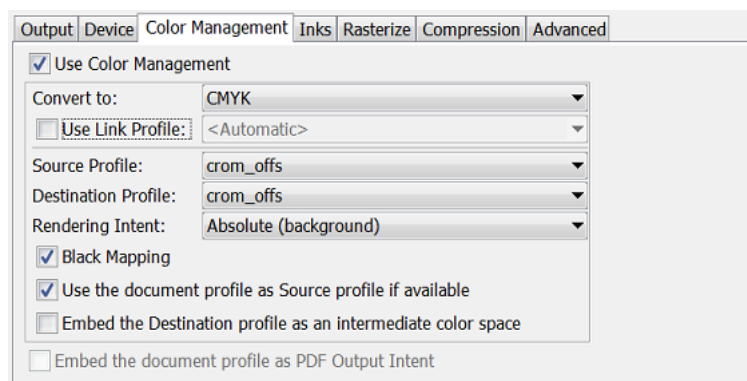 Output Device Color Management Inks Rasterize Compression Advanced
Use Color Management
Convert to: CMYK
Use Link Profile: <Automatic>
Source Profile: crom_offs
Destination Profile: crom_offs
Rendering Intent: Absolute (background)
Black Mapping
Use the document profile as Source profile if available
Embed the Destination profile as an intermediate color space
Embed the document profile as PDF Output Intent